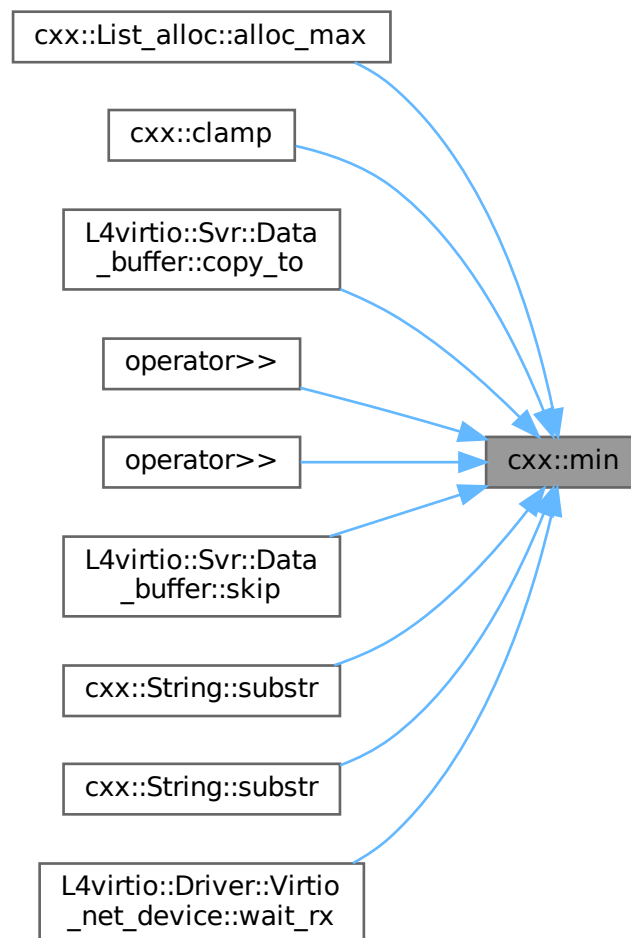 cxx::List_alloc::alloc_max
cxx::clamp
L4virtio::Svr::Data
_buffer::copy_to
operator>>
operator>>
cxx::min
L4virtio::Svr::Data
_buffer::skip
cxx::String::substr
cxx::String::substr
L4virtio::Driver::Virtio
_net_device::wait_rx